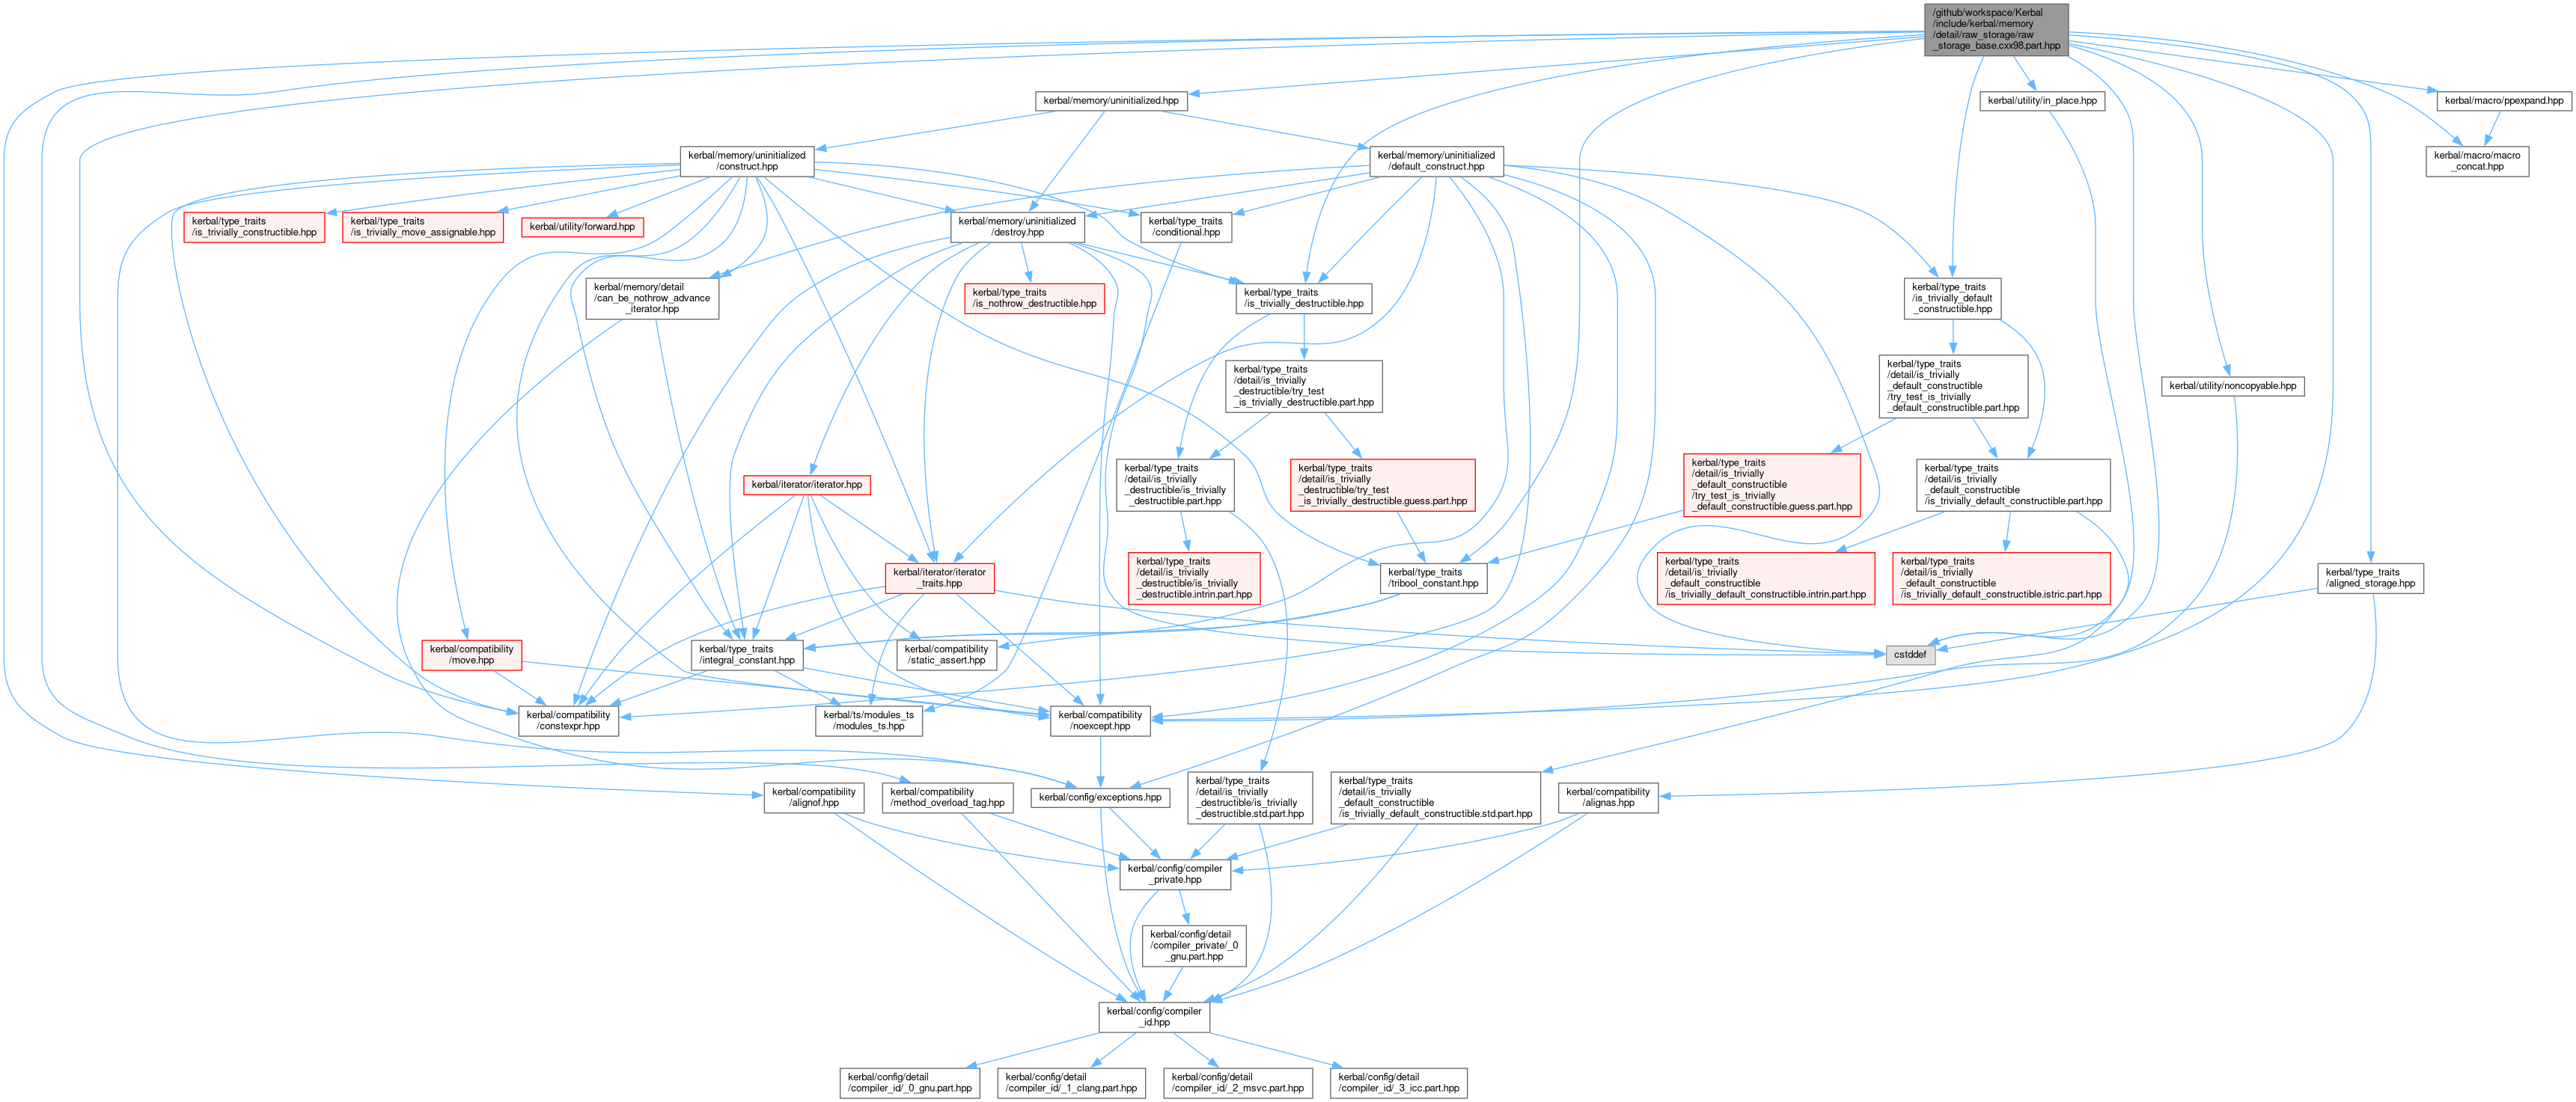 /github/workspace/Kerbal
/include/kerbal/memory
/detail/raw_storage/raw
_storage_base.cxx98.part.hpp
kerbal/memory/uninitialized.hpp
kerbal/utility/in_place.hpp
kerbal/macro/ppexpand.hpp
kerbal/memory/uninitialized
/construct.hpp
kerbal/memory/uninitialized
/default_construct.hpp
kerbal/macro/macro
_concat.hpp
kerbal/type_traits
/is_trivially_constructible.hpp
kerbal/type_traits
/is_trivially_move_assignable.hpp
kerbal/utility/forward.hpp
kerbal/memory/uninitialized
/destroy.hpp
kerbal/type_traits
/conditional.hpp
kerbal/memory/detail
/can_be_nothrow_advance
_iterator.hpp
kerbal/type_traits
/is_nothrow_destructible.hpp
kerbal/type_traits
/is_trivially_destructible.hpp
kerbal/type_traits
/is_trivially_default
_constructible.hpp
kerbal/type_traits
/detail/is_trivially
_destructible/try_test
_is_trivially_destructible.part.hpp
kerbal/type_traits
/detail/is_trivially
_default_constructible
/try_test_is_trivially
_default_constructible.part.hpp
kerbal/utility/noncopyable.hpp
kerbal/iterator/iterator.hpp
kerbal/type_traits
/detail/is_trivially
_destructible/is_trivially
_destructible.part.hpp
kerbal/type_traits
/detail/is_trivially
_destructible/try_test
_is_trivially_destructible.guess.part.hpp
kerbal/type_traits
/detail/is_trivially
_default_constructible
/try_test_is_trivially
_default_constructible.guess.part.hpp
kerbal/type_traits
/detail/is_trivially
_default_constructible
/is_trivially_default_constructible.part.hpp
kerbal/iterator/iterator
_traits.hpp
kerbal/type_traits
/detail/is_trivially
_destructible/is_trivially
_destructible.intrin.part.hpp
kerbal/type_traits
/tribool_constant.hpp
kerbal/type_traits
/detail/is_trivially
_default_constructible
/is_trivially_default_constructible.intrin.part.hpp
kerbal/type_traits
/detail/is_trivially
_default_constructible
/is_trivially_default_constructible.istric.part.hpp
kerbal/type_traits
/aligned_storage.hpp
kerbal/compatibility
/move.hpp
kerbal/type_traits
/integral_constant.hpp
kerbal/compatibility
/static_assert.hpp
cstddef
kerbal/compatibility
/constexpr.hpp
kerbal/ts/modules_ts
/modules_ts.hpp
kerbal/compatibility
/noexcept.hpp
kerbal/compatibility
/alignof.hpp
kerbal/compatibility
/method_overload_tag.hpp
kerbal/config/exceptions.hpp
kerbal/type_traits
/detail/is_trivially
_destructible/is_trivially
_destructible.std.part.hpp
kerbal/type_traits
/detail/is_trivially
_default_constructible
/is_trivially_default_constructible.std.part.hpp
kerbal/compatibility
/alignas.hpp
kerbal/config/compiler
_private.hpp
kerbal/config/detail
/compiler_private/_0
_gnu.part.hpp
kerbal/config/compiler
_id.hpp
kerbal/config/detail
/compiler_id/_0_gnu.part.hpp
kerbal/config/detail
/compiler_id/_1_clang.part.hpp
kerbal/config/detail
/compiler_id/_2_msvc.part.hpp
kerbal/config/detail
/compiler_id/_3_icc.part.hpp